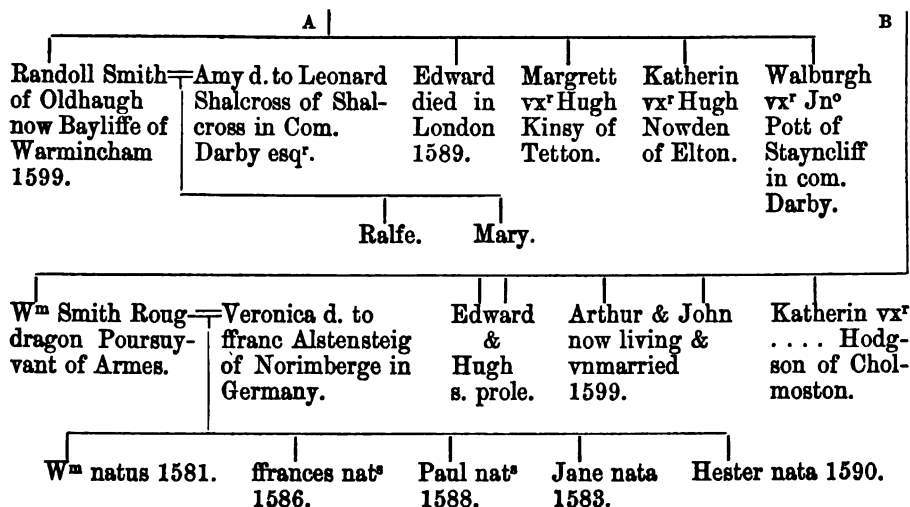 A
B
Randoll Smith
of Oldhaugh
now Bayliffe of
Warmincham
1599.
Amy d. to Leonard
Shalcross of Shal-
cross in Com.
Darby esqʳ.
Edward
died in
London
1589.
Margrett
vxʳ Hugh
Kinsy of
Tetton.
Katherin
vxʳ Hugh
Nowden
of Elton.
Walburgh
vxʳ Jnᵒ
Pott of
Stayncliff
in com.
Darby.
Ralfe.
Mary.
Wᵐ Smith Roug-
dragon Poursuy-
vant of Armes.
Veronica d. to
ffranc Alstensteig
of Norimberge in
Germany.
Edward
&
Hugh
s. prole.
Arthur & John
now living &
vnmarried
1599.
Katherin vxʳ
. . . . Hodg-
son of Chol-
moston.
Wᵐ natus 1581.
ffrances natˢ
1586.
Paul natˢ
1588.
Jane nata
1583.
Hester nata 1590.